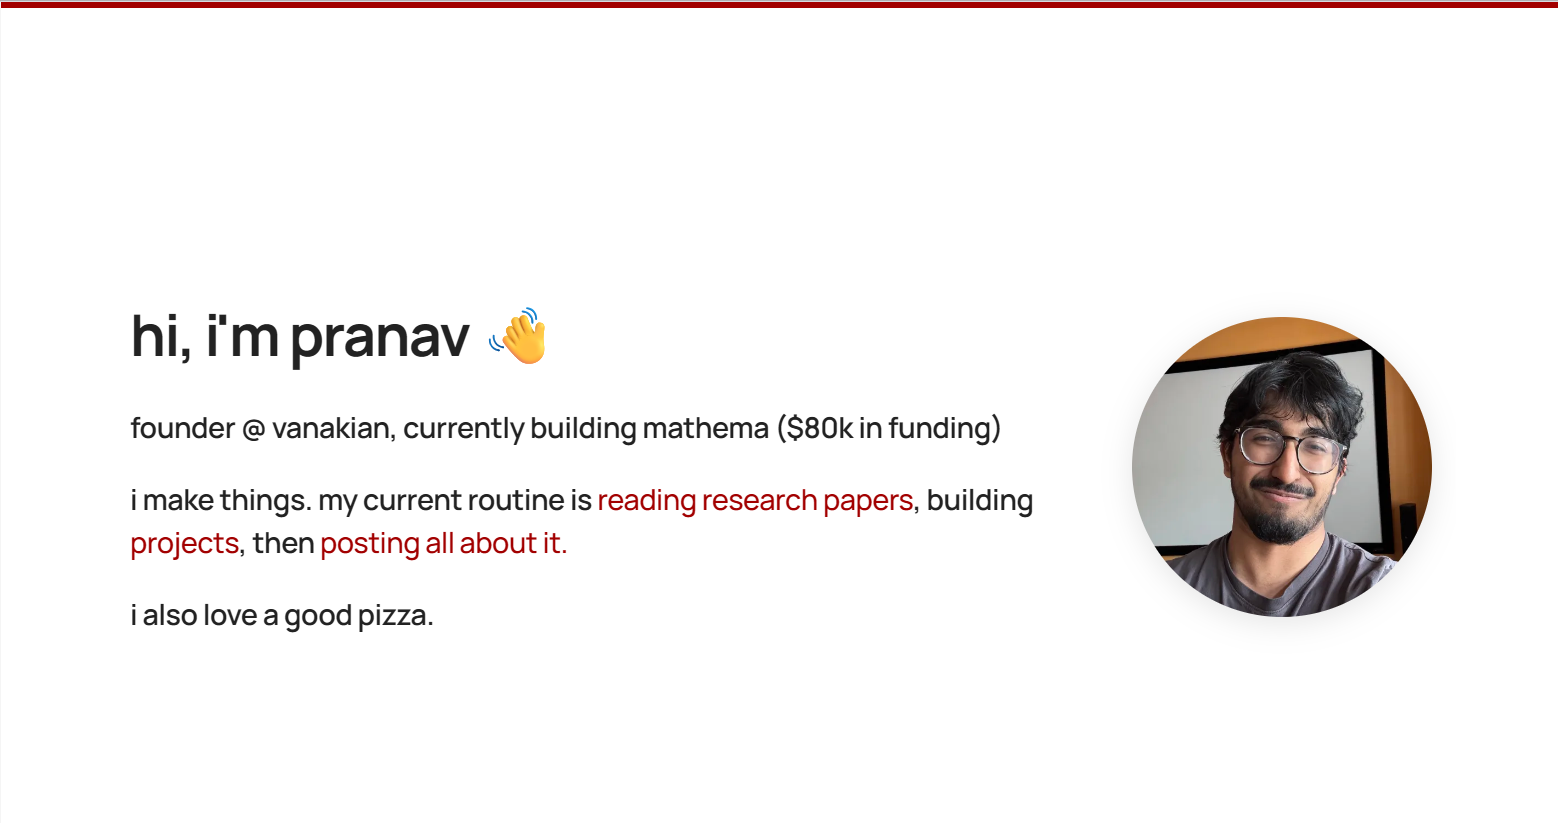 hi, i'm pranav 👋
founder @ vanakian, currently building mathema ($80k in funding)
i make things. my current routine is reading research papers, building
projects, then posting all about it.
i also love a good pizza.